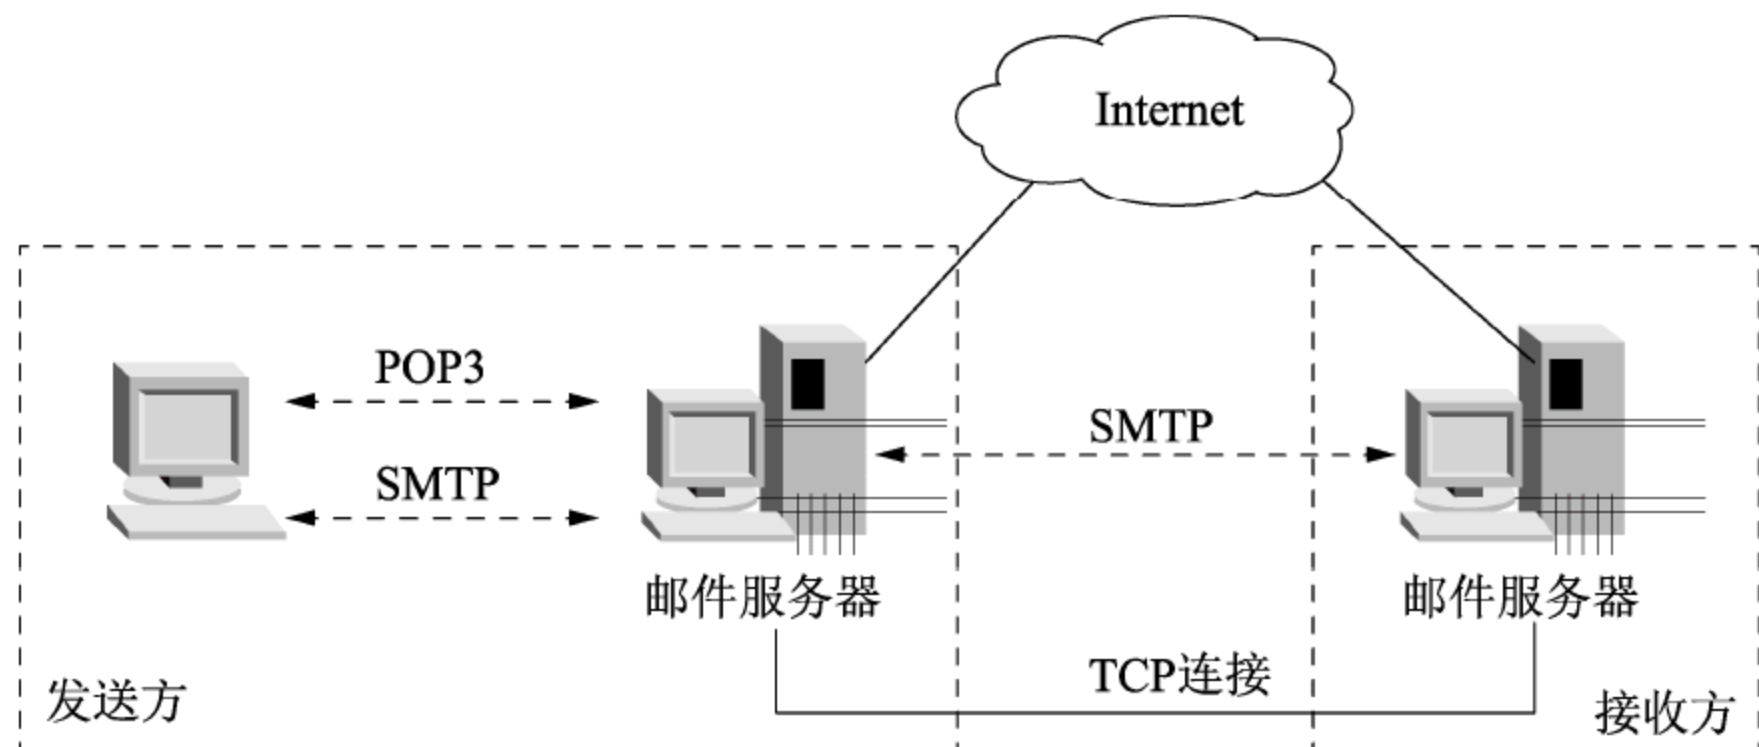 Internet
POP3
SMTP
SMTP
邮件服务器
邮件服务器
TCP连接
发送方
接收方